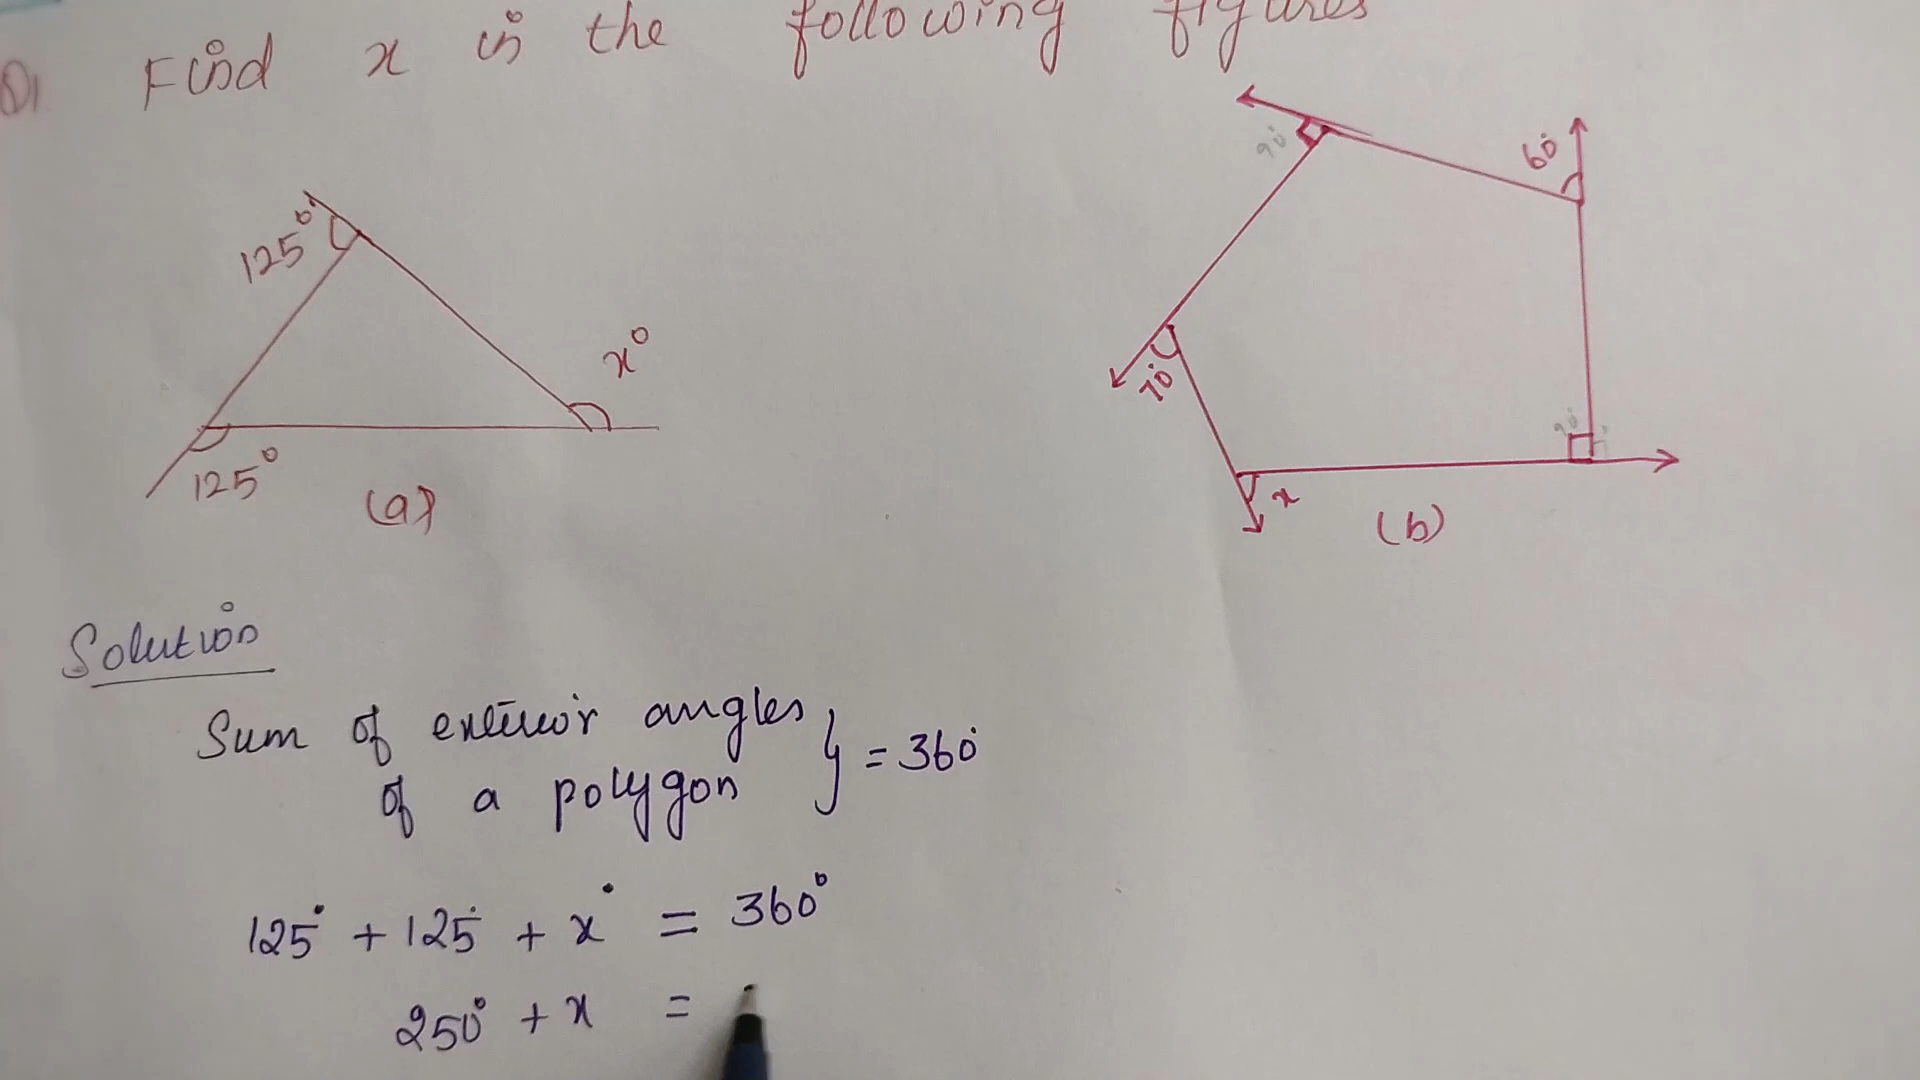 Q1 Find x in the following figures
125°
x°
125°
(a)
90°
60°
70°
90°
x
(b)
Solution
Sum of exterior angles
of a polygon } = 360°
125° + 125° + x° = 360°
250° + x =